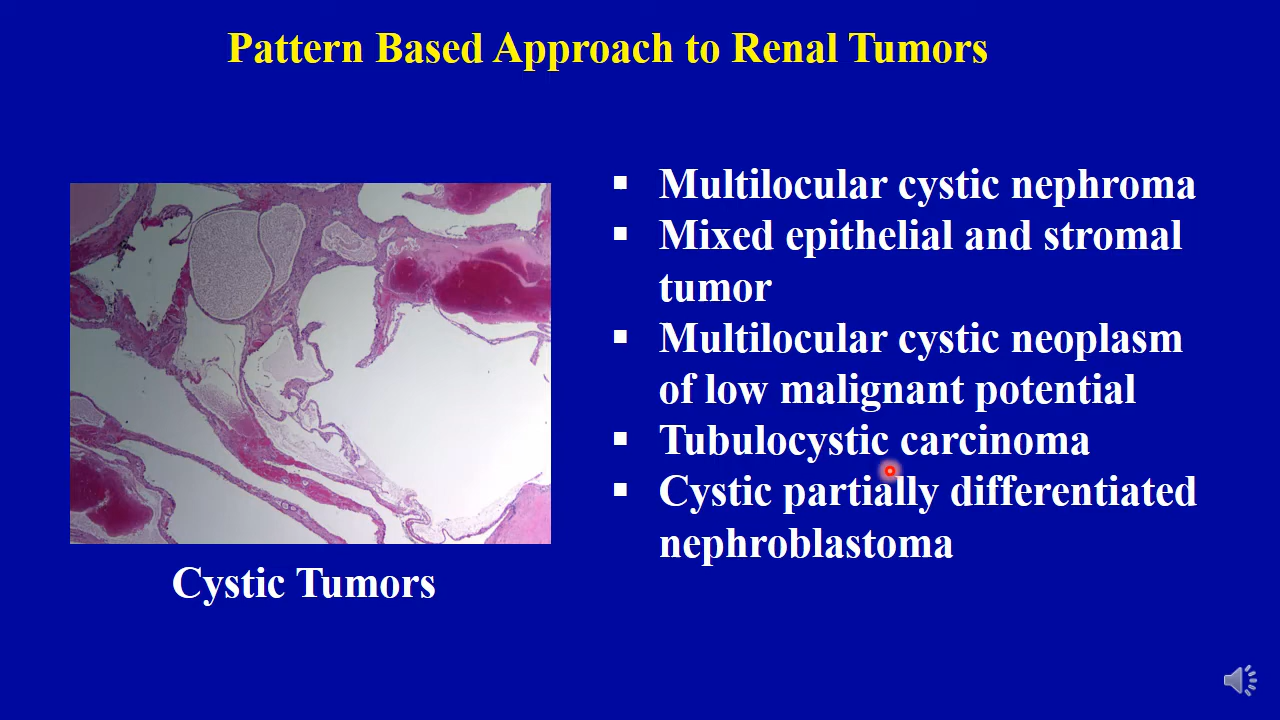 Pattern Based Approach to Renal Tumors
▪ Multilocular cystic nephroma
▪ Mixed epithelial and stromal
tumor
▪ Multilocular cystic neoplasm
of low malignant potential
▪ Tubulocystic carcinoma
▪ Cystic partially differentiated
nephroblastoma
Cystic Tumors